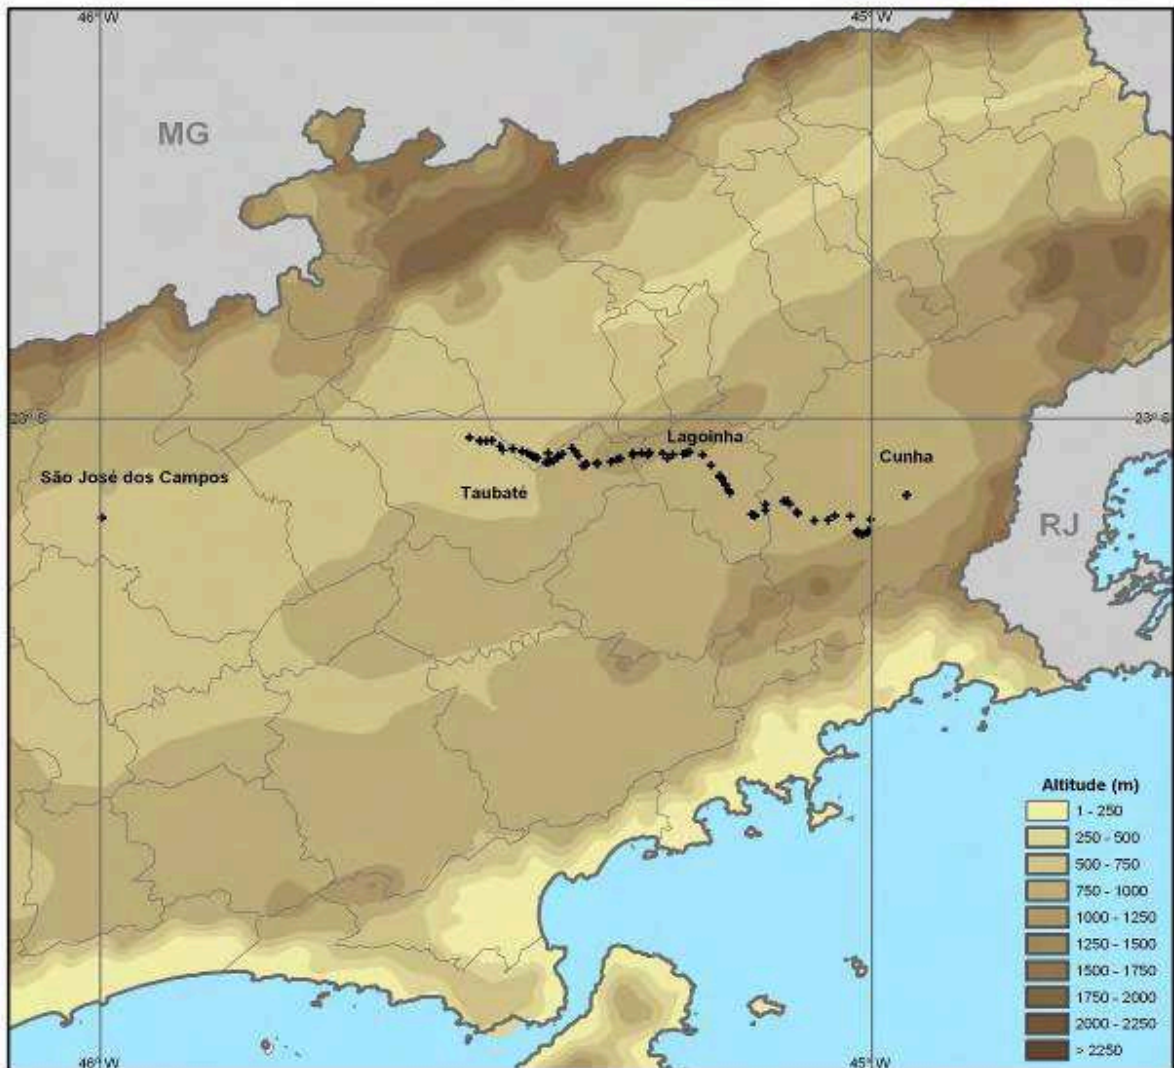 46° W
45° W
MG
23° S
23° S
Lagoinha
Cunha
São José dos Campos
Taubaté
RJ
Altitude (m)
1 - 250
250 - 500
500 - 750
750 - 1000
1000 - 1250
1250 - 1500
1500 - 1750
1750 - 2000
2000 - 2250
> 2250
46° W
45° W